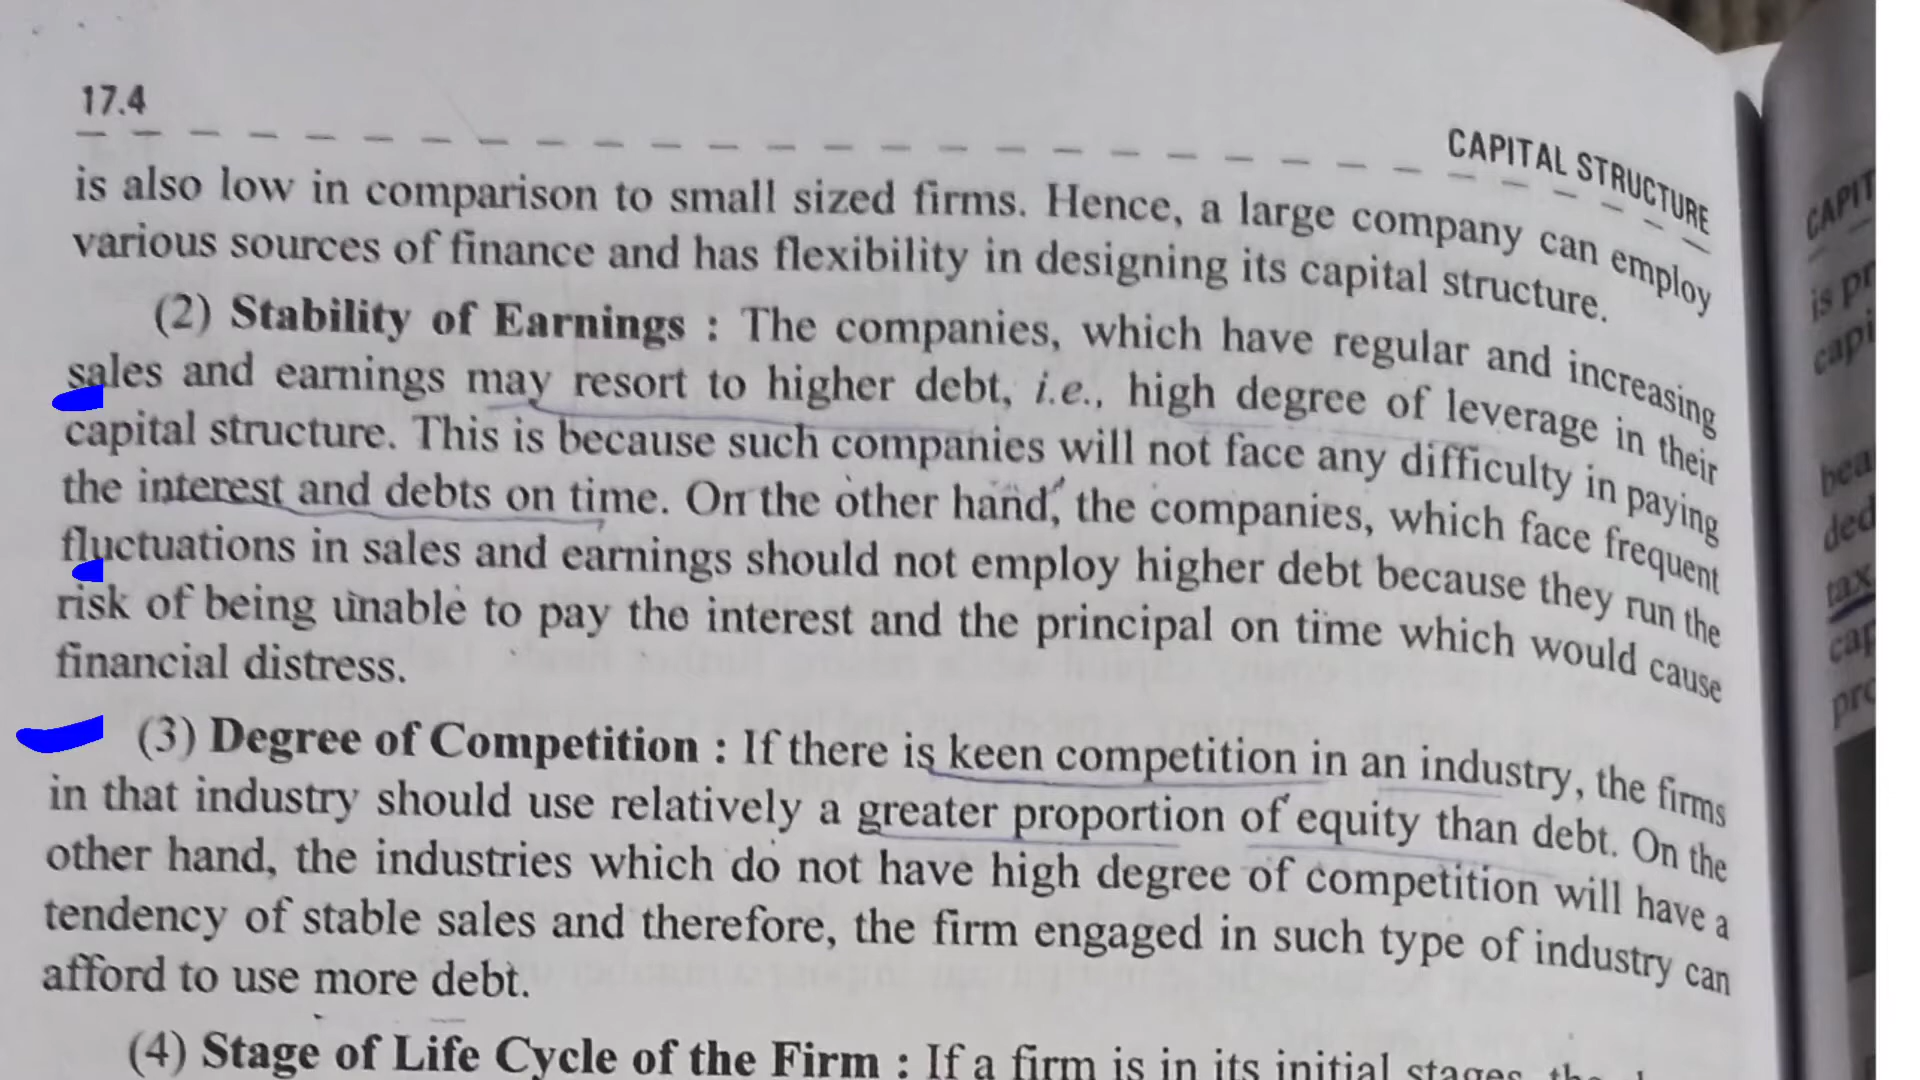 17.4
CAPITAL STRUCTURE
is also low in comparison to small sized firms. Hence, a large company can employ
various sources of finance and has flexibility in designing its capital structure.
(2) Stability of Earnings : The companies, which have regular and increasing
sales and earnings may resort to higher debt, i.e., high degree of leverage in their
capital structure. This is because such companies will not face any difficulty in paying
the interest and debts on time. On the other hand, the companies, which face frequent
fluctuations in sales and earnings should not employ higher debt because they run the
risk of being unable to pay the interest and the principal on time which would cause
financial distress.
(3) Degree of Competition : If there is keen competition in an industry, the firms
in that industry should use relatively a greater proportion of equity than debt. On the
other hand, the industries which do not have high degree of competition will have a
tendency of stable sales and therefore, the firm engaged in such type of industry can
afford to use more debt.
(4) Stage of Life Cycle of the Firm : If a firm is in its initial stages
CAPIT
is pr
capi
bea
ded
tax
cap
pro